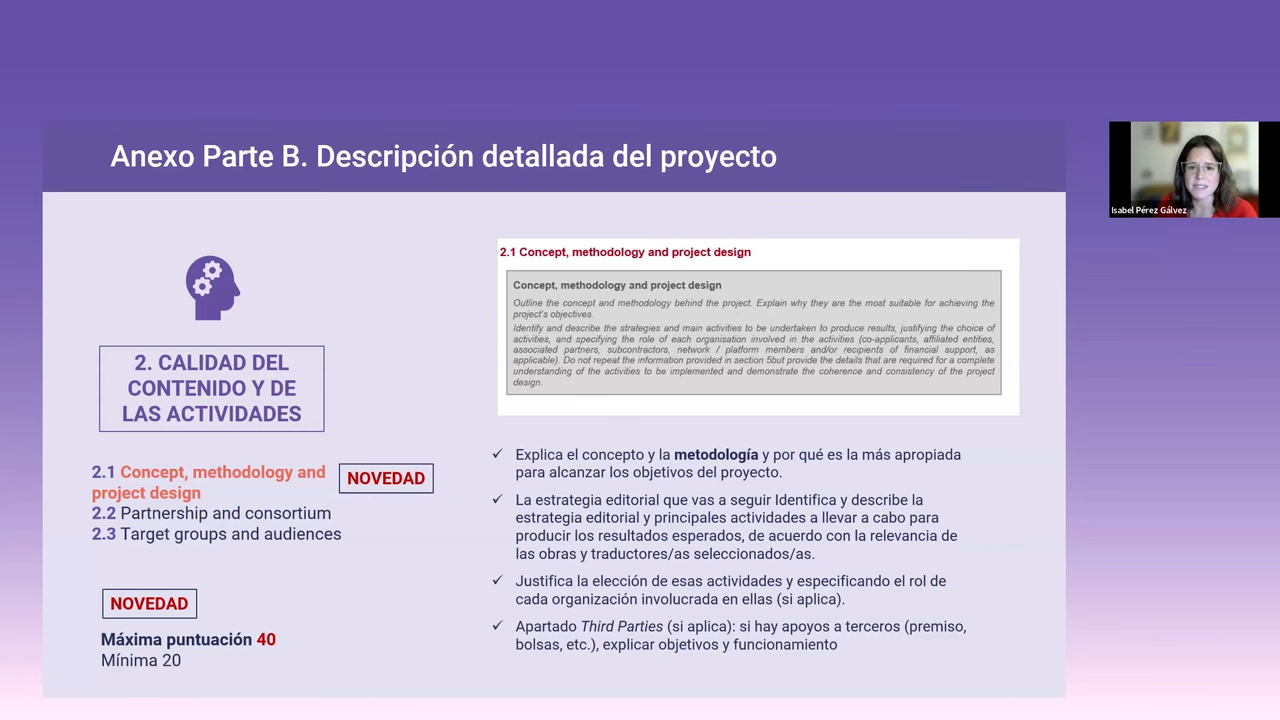 Anexo Parte B. Descripción detallada del proyecto
Isabel Pérez Gálvez
2. CALIDAD DEL
CONTENIDO Y DE
LAS ACTIVIDADES
2.1 Concept, methodology and
project design
NOVEDAD
2.2 Partnership and consortium
2.3 Target groups and audiences
NOVEDAD
Máxima puntuación 40
Mínima 20
2.1 Concept, methodology and project design
Concept, methodology and project design
Outline the concept and methodology behind the project. Explain why they are the most suitable for achieving the
project's objectives.
Identify and describe the strategies and main activities to be undertaken to produce results, justifying the choice of
activities, and specifying the role of each organisation involved in the activities (co-applicants, affiliated entities,
associated partners, subcontractors, network / platform members and/or recipients of financial support, as
applicable). Do not repeat the information provided in section 5but provide the details that are required for a complete
understanding of the activities to be implemented and demonstrate the coherence and consistency of the project
design.
✓ Explica el concepto y la metodología y por qué es la más apropiada
para alcanzar los objetivos del proyecto.
✓ La estrategia editorial que vas a seguir Identifica y describe la
estrategia editorial y principales actividades a llevar a cabo para
producir los resultados esperados, de acuerdo con la relevancia de
las obras y traductores/as seleccionados/as.
✓ Justifica la elección de esas actividades y especificando el rol de
cada organización involucrada en ellas (si aplica).
✓ Apartado Third Parties (si aplica): si hay apoyos a terceros (premiso,
bolsas, etc.), explicar objetivos y funcionamiento